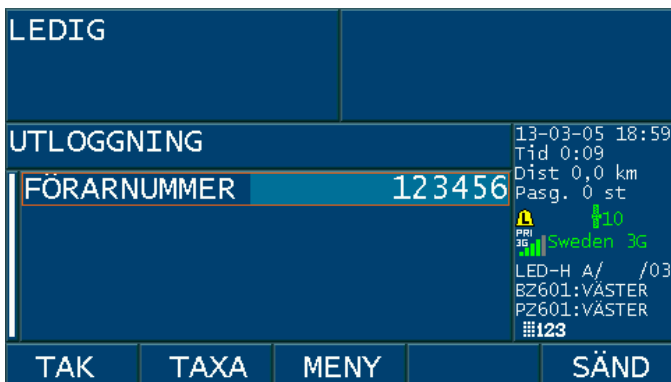 LEDIG
UTLOGGNING
FÖRARNUMMER 123456
13-03-05 18:59
Tid 0:09
Dist 0,0 km
Pasg. 0 st
L 10
PRI
3G Sweden 3G
LED-H A/ /03
BZ601:VÄSTER
PZ601:VÄSTER
123
TAK TAXA MENY SÄND